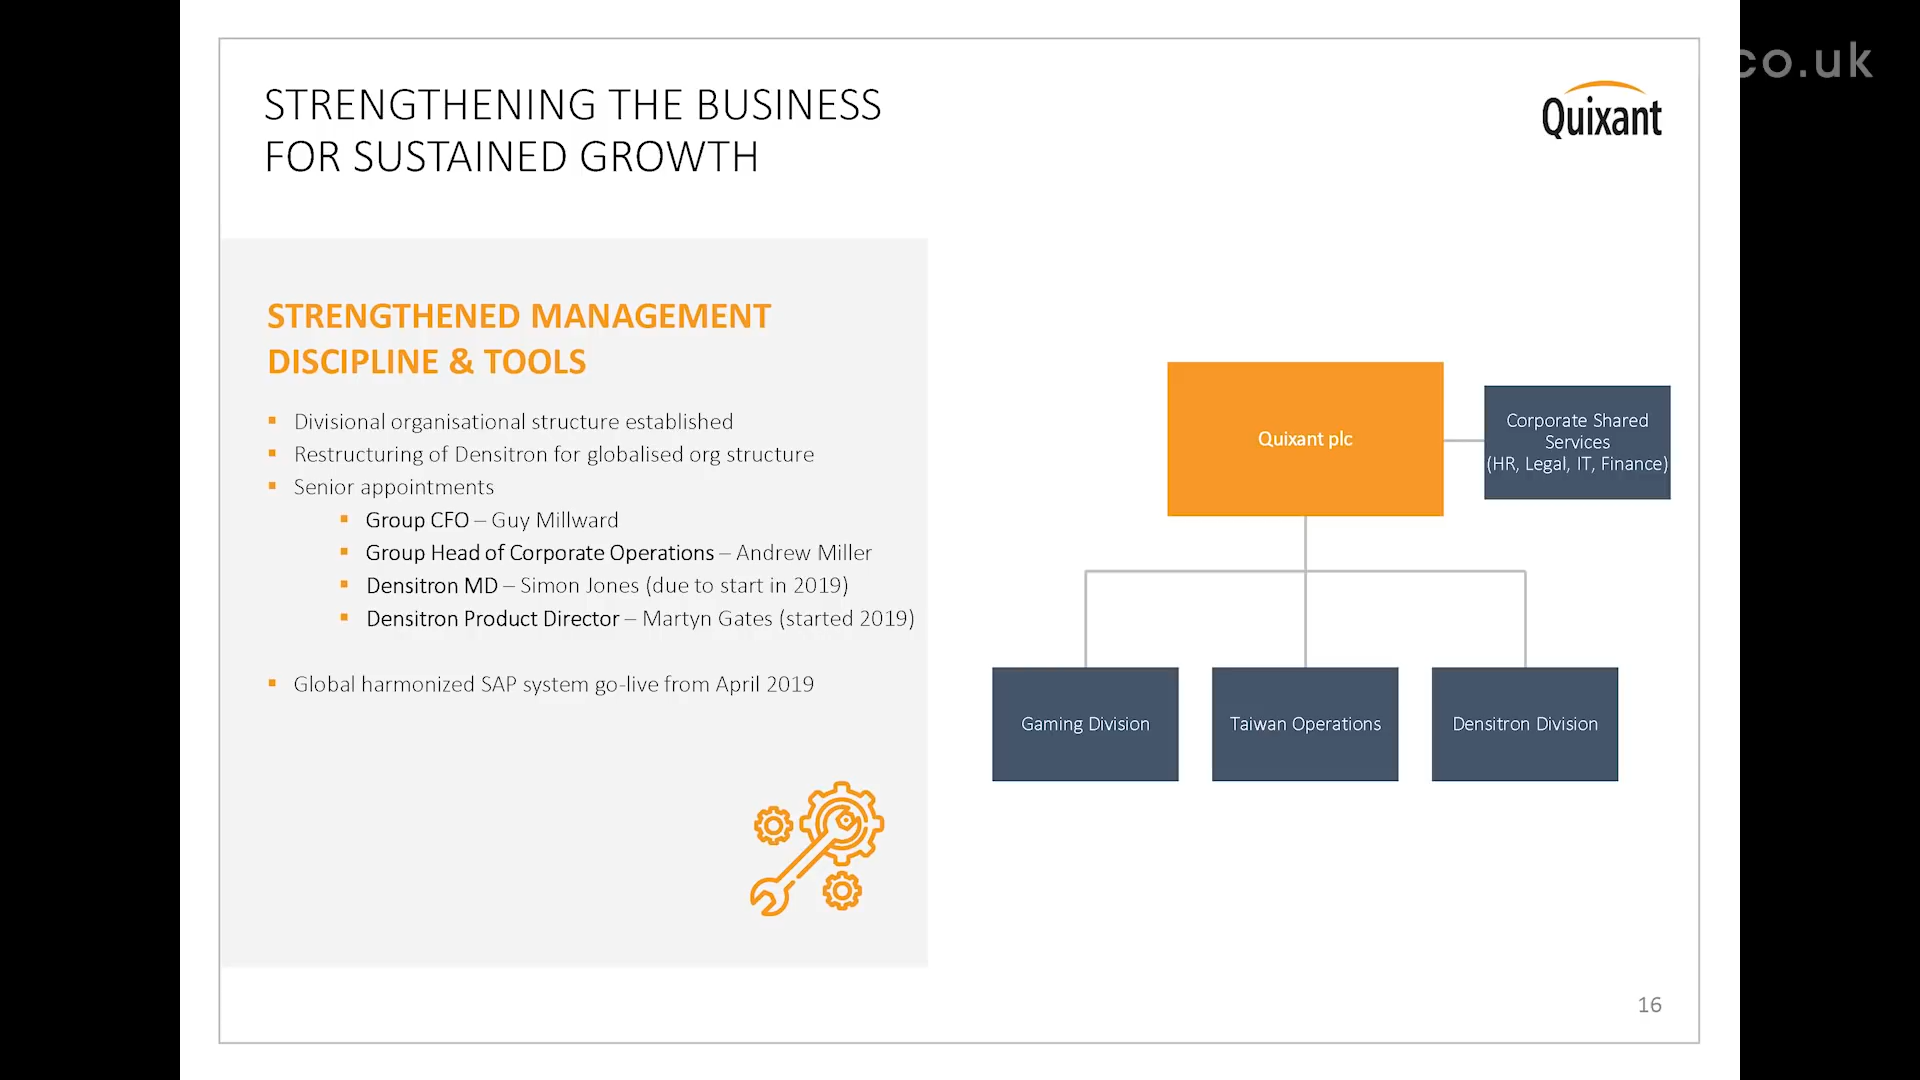 co.uk
STRENGTHENING THE BUSINESS
FOR SUSTAINED GROWTH
Quixant
STRENGTHENED MANAGEMENT
DISCIPLINE & TOOLS
Divisional organisational structure established
Restructuring of Densitron for globalised org structure
Senior appointments
Group CFO – Guy Millward
Group Head of Corporate Operations – Andrew Miller
Densitron MD – Simon Jones (due to start in 2019)
Densitron Product Director – Martyn Gates (started 2019)
Global harmonized SAP system go-live from April 2019
Quixant plc
Corporate Shared
Services
(HR, Legal, IT, Finance)
Gaming Division
Taiwan Operations
Densitron Division
16